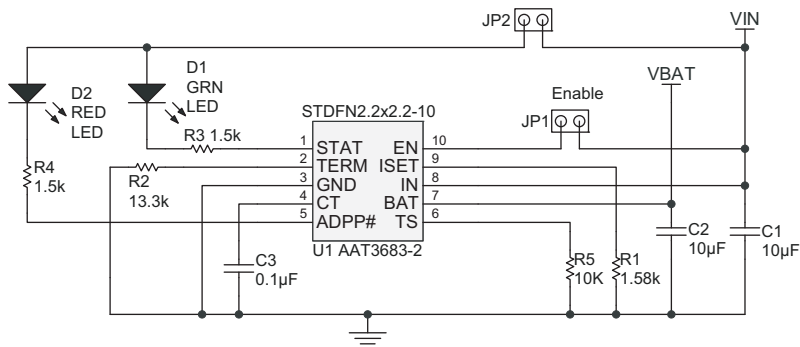 JP2
VIN
D2
RED
LED
D1
GRN
LED
VBAT
STDFN2.2x2.2-10
Enable
JP1
R3 1.5k
R4
1.5k
R2
13.3k
1
2
3
4
5
STAT
TERM
GND
CT
ADPP#
EN
ISET
IN
BAT
TS
10
9
8
7
6
U1 AAT3683-2
C3
0.1µF
R5
10K
R1
1.58k
C2
10µF
C1
10µF